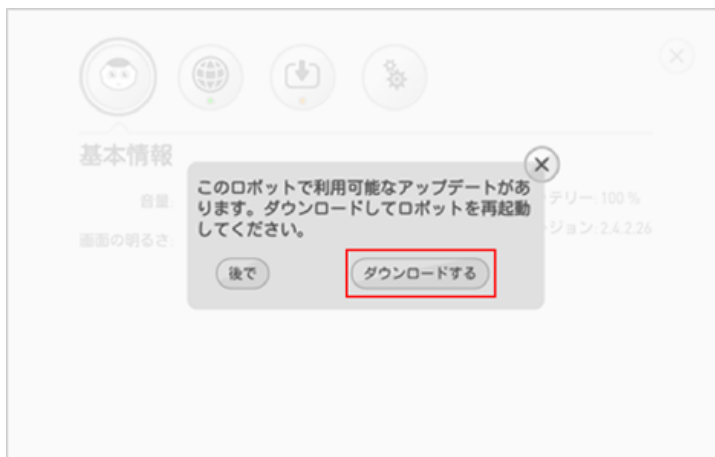 基本情報
音量:
テリー: 100 %
画面の明るさ:
ージョン: 2.4.2.26
このロボットで利用可能なアップデートがあ
ります。ダウンロードしてロボットを再起動
してください。
後で
ダウンロードする